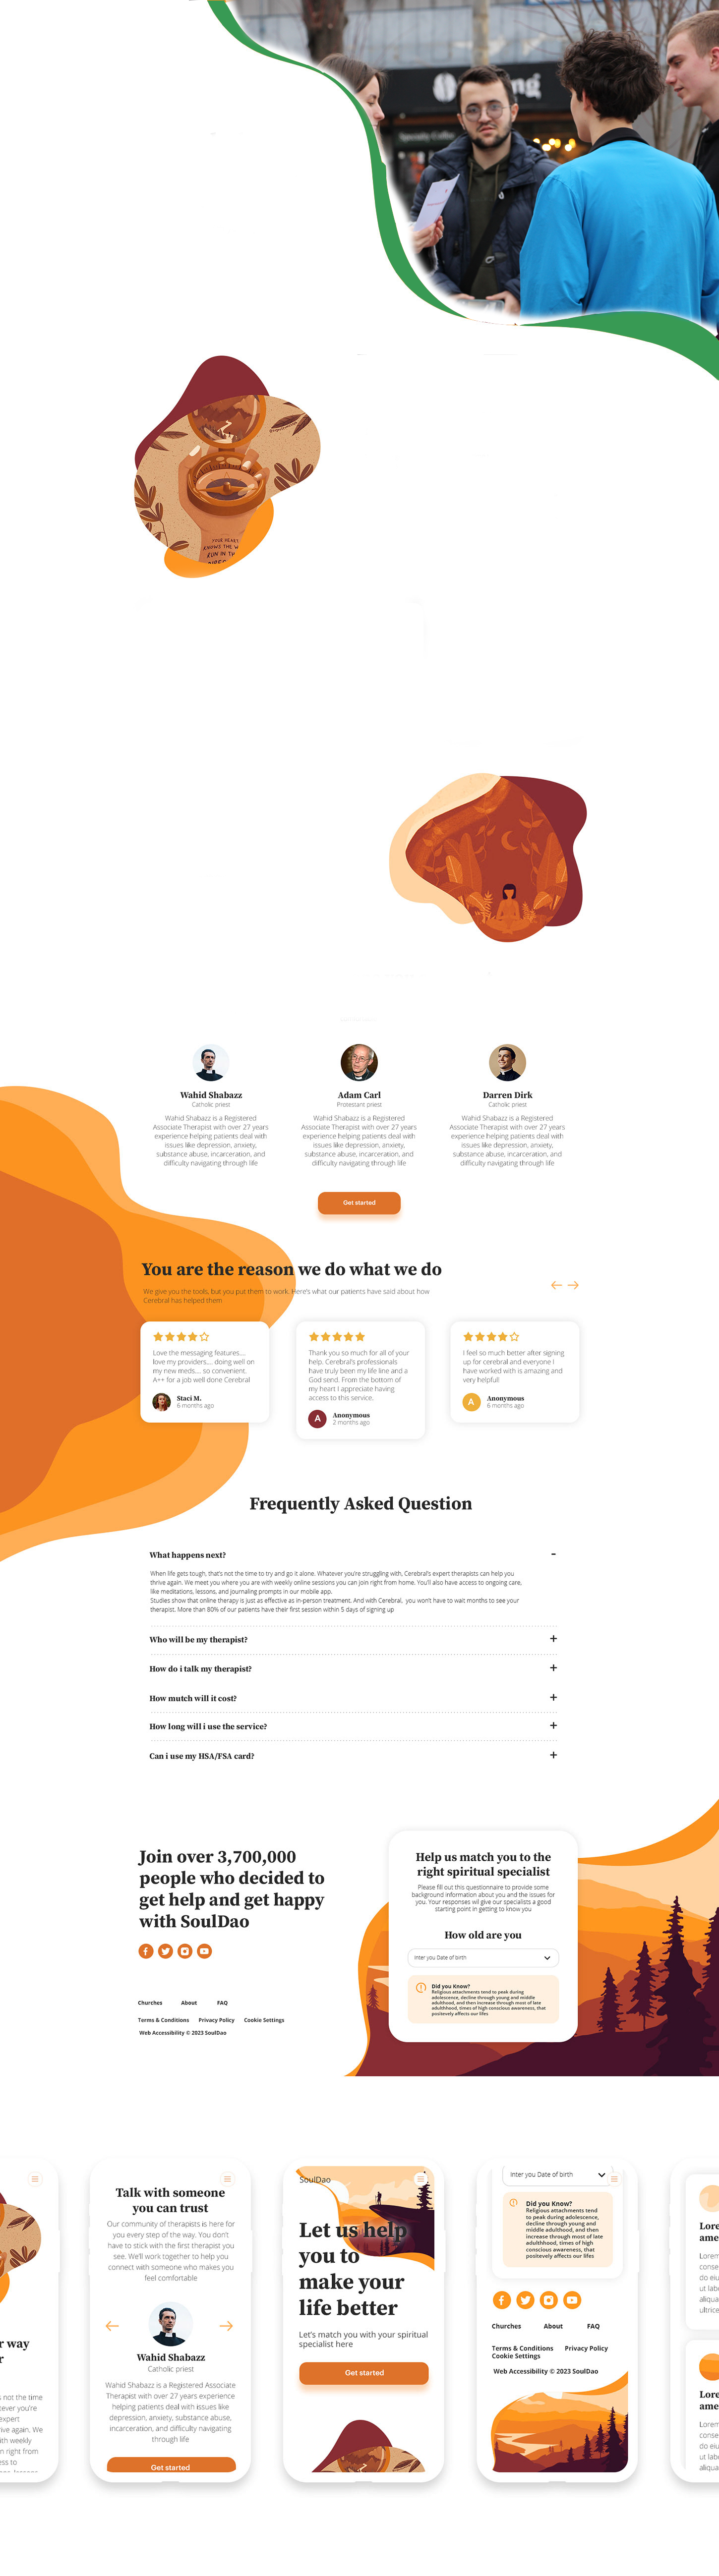 YOUR HEART
KNOWS THE W
RUN IN TH
Wahid Shabazz
Catholic priest
Wahid Shabazz is a Registered
Associate Therapist with over 27 years
experience helping patients deal with
issues like depression, anxiety,
substance abuse, incarceration, and
difficulty navigating through life
Adam Carl
Protestant priest
Wahid Shabazz is a Registered
Associate Therapist with over 27 years
experience helping patients deal with
issues like depression, anxiety,
substance abuse, incarceration, and
difficulty navigating through life
Darren Dirk
Catholic priest
Wahid Shabazz is a Registered
Associate Therapist with over 27 years
experience helping patients deal with
issues like depression, anxiety,
substance abuse, incarceration, and
difficulty navigating through life
Get started
You are the reason we do what we do
We give you the tools, but you put them to work. Here's what our patients have said about how
Cerebral has helped them
Love the messaging features....
love my providers.... doing well on
my new meds.... so convenient.
A++ for a job well done Cerebral
Staci M.
6 months ago
Thank you so much for all of your
help. Cerebral's professionals
have truly been my life line and a
God send. From the bottom of
my heart I appreciate having
access to this service.
A
Anonymous
2 months ago
I feel so much better after signing
up for cerebral and everyone I
have worked with is amazing and
very helpful!
A
Anonymous
6 months ago
Frequently Asked Question
What happens next?
-
When life gets tough, that's not the time to try and go it alone. Whatever you're struggling with, Cerebral's expert therapists can help you
thrive again. We meet you where you are with weekly online sessions you can join right from home. You'll also have access to ongoing care,
like meditations, lessons, and journaling prompts in our mobile app.
Studies show that online therapy is just as effective as in-person treatment. And with Cerebral,  you won't have to wait months to see your
therapist. More than 80% of our patients have their first session within 5 days of signing up
Who will be my therapist?
+
How do i talk my therapist?
+
How mutch will it cost?
+
How long will i use the service?
+
Can i use my HSA/FSA card?
+
Join over 3,700,000
people who decided to
get help and get happy
with SoulDao
Churches About FAQ
Terms & Conditions Privacy Policy Cookie Settings
Web Accessibility © 2023 SoulDao
Help us match you to the
right spiritual specialist
Please fill out this questionnaire to provide some
background information about you and the issues for
you. Your responses wil give our specialists a good
starting point in getting to know you
How old are you
Inter you Date of birth
Did you Know?
Religious attachments tend to peak during
adolescence, decline through young and middle
adulthood, and then increase through most of late
adulthhood, times of high conscious awareness, that
positevely affects our lifes
r way
r
s not the time
tever you're
expert
ive again. We
ith weekly
n right from
ess to
Talk with someone
you can trust
Our community of therapists is here for
you every step of the way. You don't
have to stick with the first therapist you
see. We'll work together to help you
connect with someone who makes you
feel comfortable
Wahid Shabazz
Catholic priest
Wahid Shabazz is a Registered Associate
Therapist with over 27 years experience
helping patients deal with issues like
depression, anxiety, substance abuse,
incarceration, and difficulty navigating
through life
Get started
SoulDao
Let us help
you to
make your
life better
Let's match you with your spiritual
specialist here
Get started
Inter you Date of birth
Did you Know?
Religious attachments tend
to peak during adolescence,
decline through young and
middle adulthood, and then
increase through most of late
adulthhood, times of high
conscious awareness, that
positevely affects our lifes
Churches About FAQ
Terms & Conditions Privacy Policy
Cookie Settings
Web Accessibility © 2023 SoulDao
Lore
ame
Lorem
conse
do eiu
ut labo
aliqua
ultrice
Lore
ame
Lorem
conse
do eiu
ut labo
aliqua